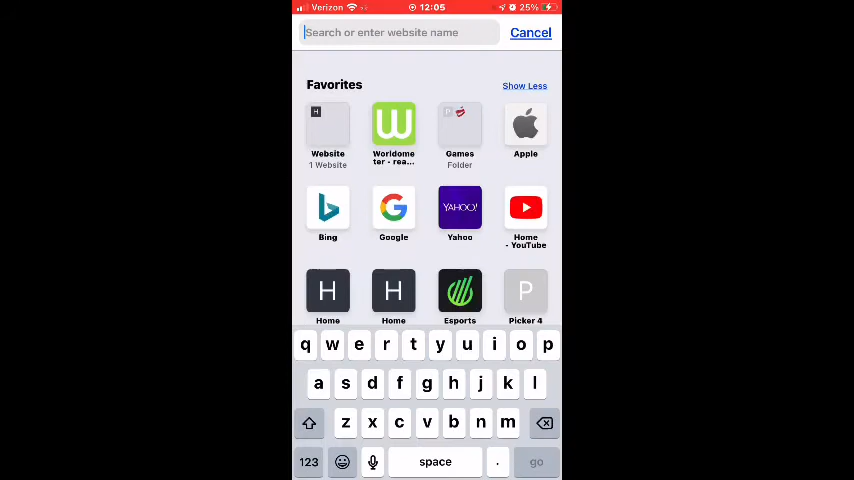 Verizon 12:05 25%
Search or enter website name Cancel
Favorites Show Less
H W P
Website Worldome Games Apple
ter - rea...
1 Website Folder
YAHOO!
Bing Google Yahoo Home
- YouTube
H H P
Home Home Esports Picker 4
q w e r t y u i o p
a s d f g h j k l
z x c v b n m
123 space . go